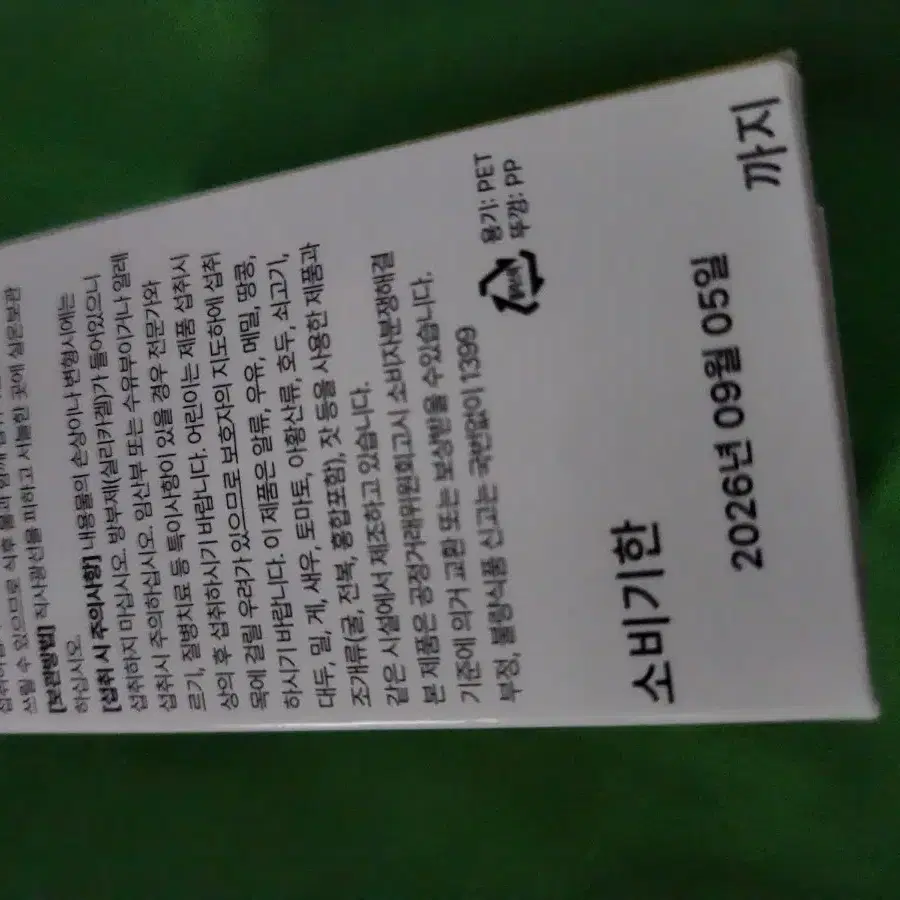 쓰릴 수 있으므로 식후 물과 함께
[보관방법] 직사광선을 피하고 서늘한 곳에 실온보관
하십시오.
[섭취 시 주의사항] 내용물의 손상이나 변형시에는
섭취하지 마십시오. 방부제(실리카겔)가 들어있으니
섭취시 주의하십시오. 임산부 또는 수유부이거나 알레
르기, 질병치료 등 특이사항이 있을 경우 전문가와
상의 후 섭취하시기 바랍니다. 어린이는 제품 섭취시
목에 걸릴 우려가 있으므로 보호자의 지도하에 섭취
하시기 바랍니다. 이 제품은 알류, 우유, 메밀, 땅콩,
대두, 밀, 게, 새우, 토마토, 아황산류, 호두, 쇠고기,
조개류(굴, 전복, 홍합포함), 잣 등을 사용한 제품과
같은 시설에서 제조하고 있습니다.
본 제품은 공정거래위원회고시 소비자분쟁해결
기준에 의거 교환 또는 보상받을 수있습니다.
부정, 불량식품 신고는 국번없이 1399
용기: PET
뚜껑: PP
소비기한
2026년 09월 05일
까지